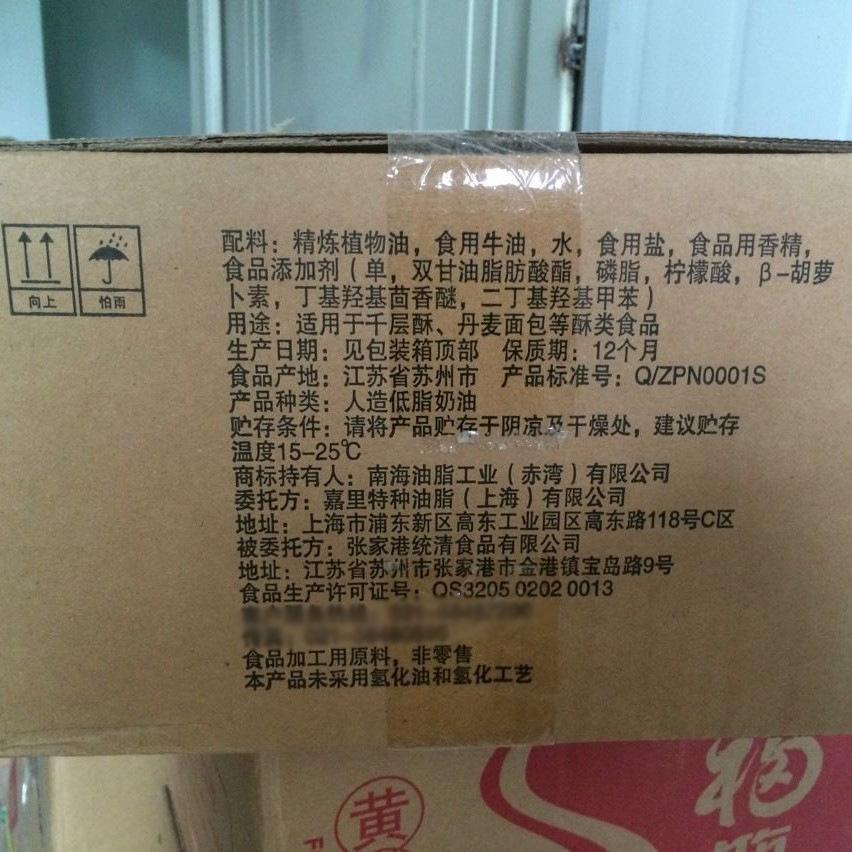 配料：精炼植物油，食用牛油，水，食用盐，食品用香精，
食品添加剂（单，双甘油脂肪酸酯，磷脂，柠檬酸，β-胡萝
卜素，丁基羟基茴香醚，二丁基羟基甲苯）
用途：适用于千层酥、丹麦面包等酥类食品
生产日期：见包装箱顶部 保质期：12个月
食品产地：江苏省苏州市 产品标准号：Q/ZPN0001S
产品种类：人造低脂奶油
贮存条件：请将产品贮存于阴凉及干燥处，建议贮存
温度15-25℃
商标持有人：南海油脂工业（赤湾）有限公司
委托方：嘉里特种油脂（上海）有限公司
地址：上海市浦东新区高东工业园区高东路118号C区
被委托方：张家港统清食品有限公司
地址：江苏省苏州市张家港市金港镇宝岛路9号
食品生产许可证号：QS3205 0202 0013
食品加工用原料，非零售
本产品未采用氢化油和氢化工艺
向上
怕雨
黄